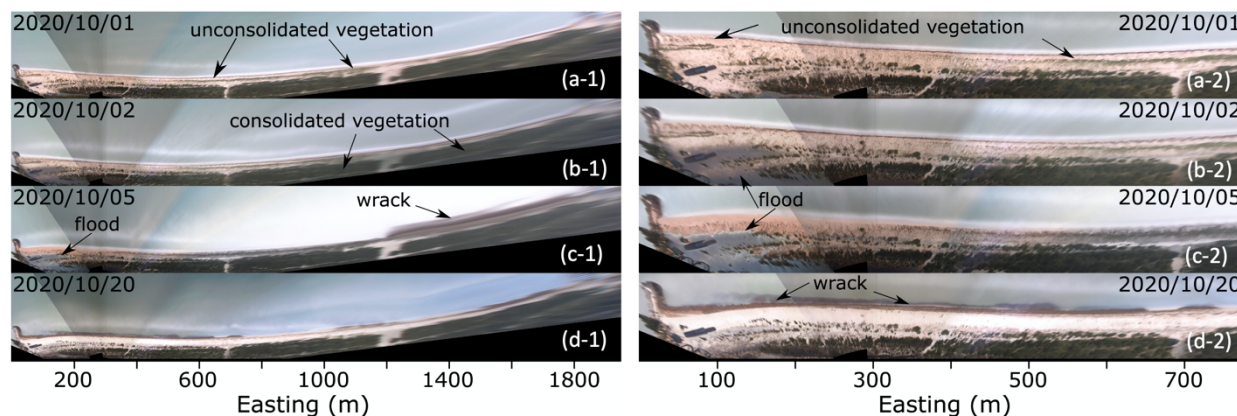 2020/10/01
unconsolidated vegetation
(a-1)
2020/10/02
consolidated vegetation
(b-1)
2020/10/05
wrack
flood
(c-1)
2020/10/20
(d-1)
200 600 1000 1400 1800
Easting (m)
2020/10/01
unconsolidated vegetation
(a-2)
2020/10/02
(b-2)
2020/10/05
flood
(c-2)
2020/10/20
wrack
(d-2)
100 300 500 700
Easting (m)